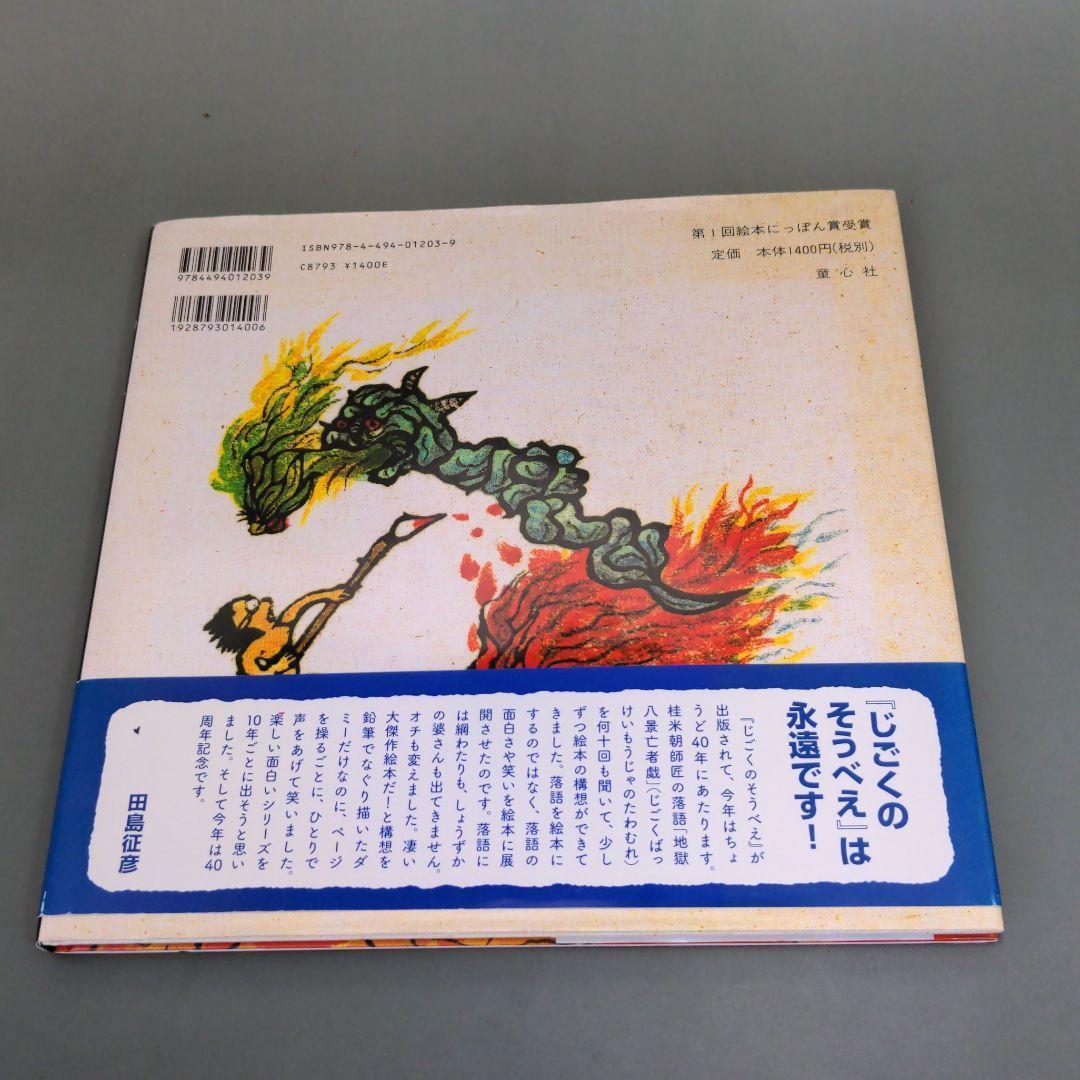 ISBN978-4-494-01203-9
C8793 ¥1400E
9784494012039
1928793014006
第1回絵本にっぽん賞受賞
定価 本体1400円(税別)
童心社
『じごくの
そうべえ』は
永遠です!
『じごくのそうべえ』が
出版されて、今年はちょ
うど40年にあたります。
桂米朝師匠の落語「地獄
八景亡者戯」(じごくばっ
けいもうじゃのたわむれ)
を何十回も聞いて、少し
ずつ絵本の構想ができて
きました。落語を絵本に
するのではなく、落語の
面白さや笑いを絵本に展
開させたのです。落語に
は綱わたりも、しょうずか
の婆さんも出てきません。
オチも変えました。凄い
大傑作絵本だ!と構想を
鉛筆でなぐり描いたダ
ミーだけなのに、ページ
を操るごとに、ひとりで
声をあげて笑いました。
楽しい面白いシリーズを
10年ごとに出そうと思い
ました。そして今年は40
周年記念です。
田島征彦